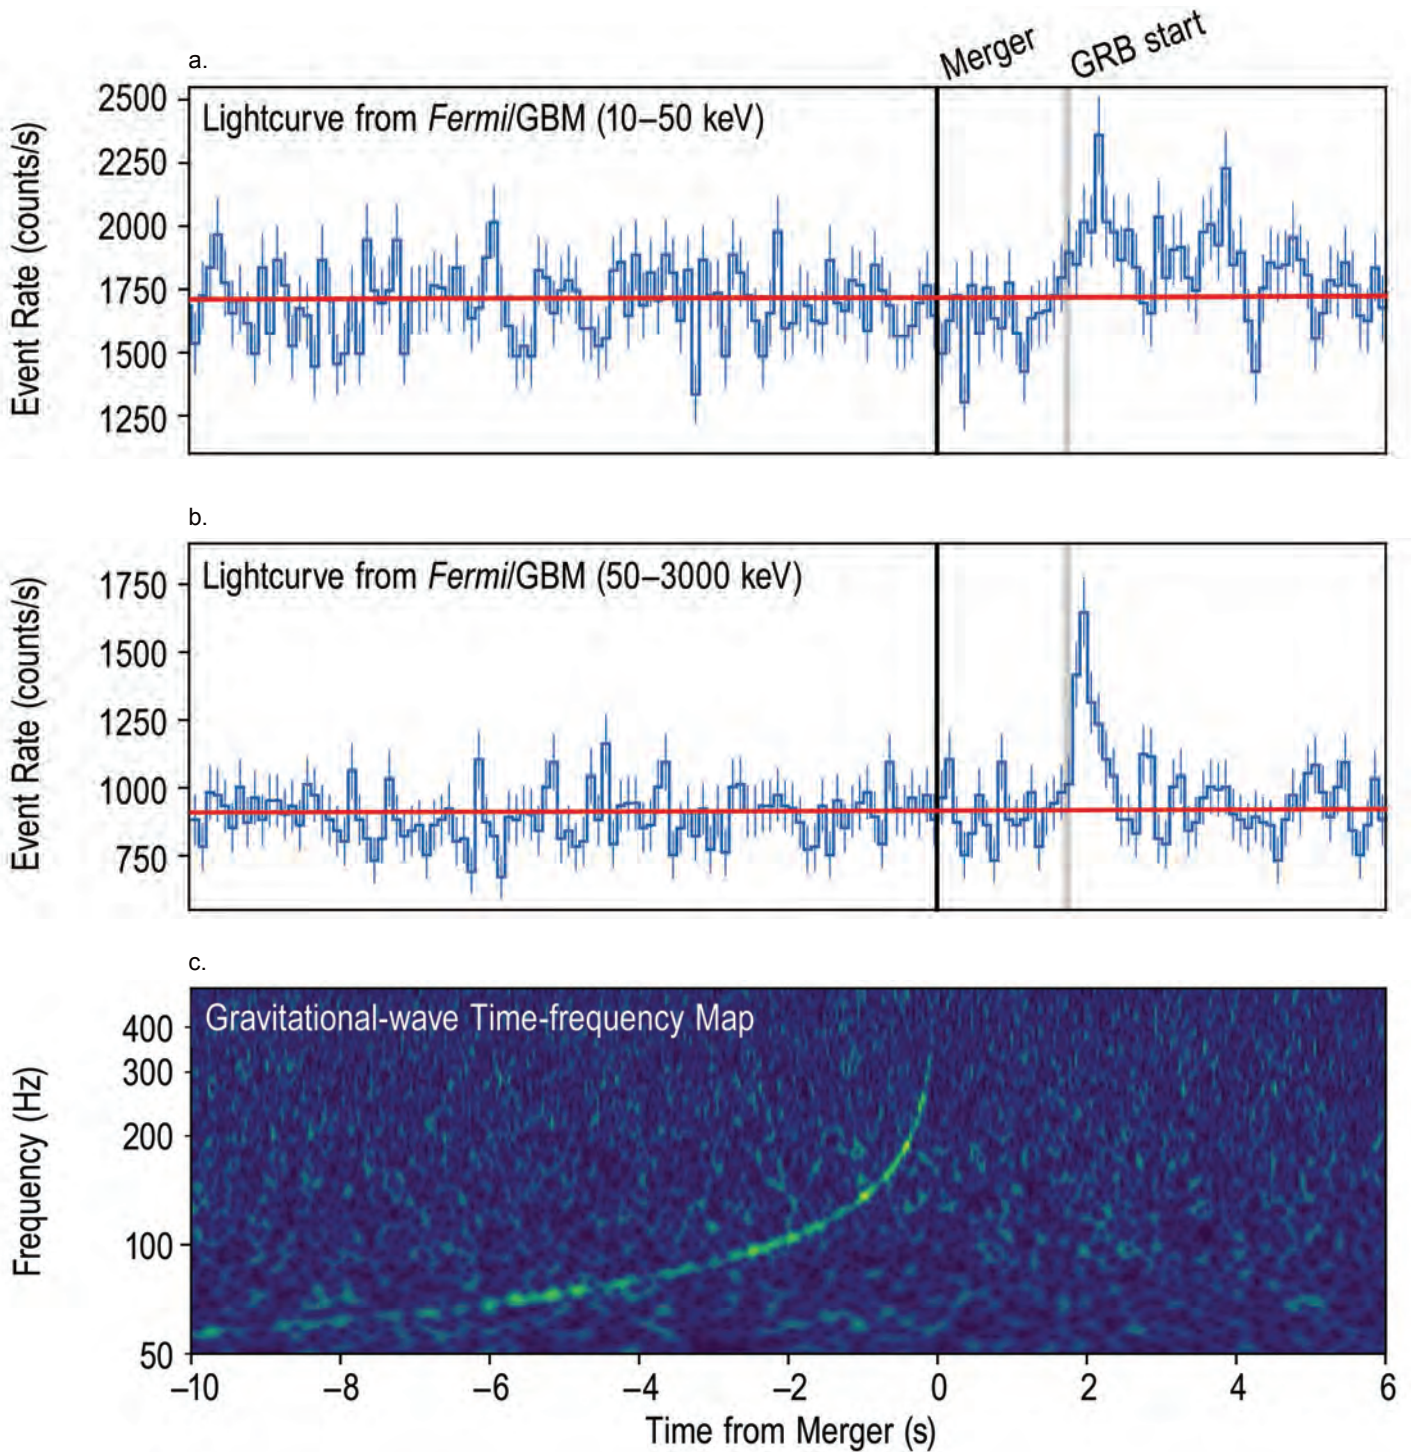 Merger
GRB start
a.
Lightcurve from Fermi/GBM (10–50 keV)
Event Rate (counts/s)
2500
2250
2000
1750
1500
1250
b.
Lightcurve from Fermi/GBM (50–3000 keV)
Event Rate (counts/s)
1750
1500
1250
1000
750
c.
Gravitational-wave Time-frequency Map
Frequency (Hz)
400
300
200
100
50
–10 –8 –6 –4 –2 0 2 4 6
Time from Merger (s)